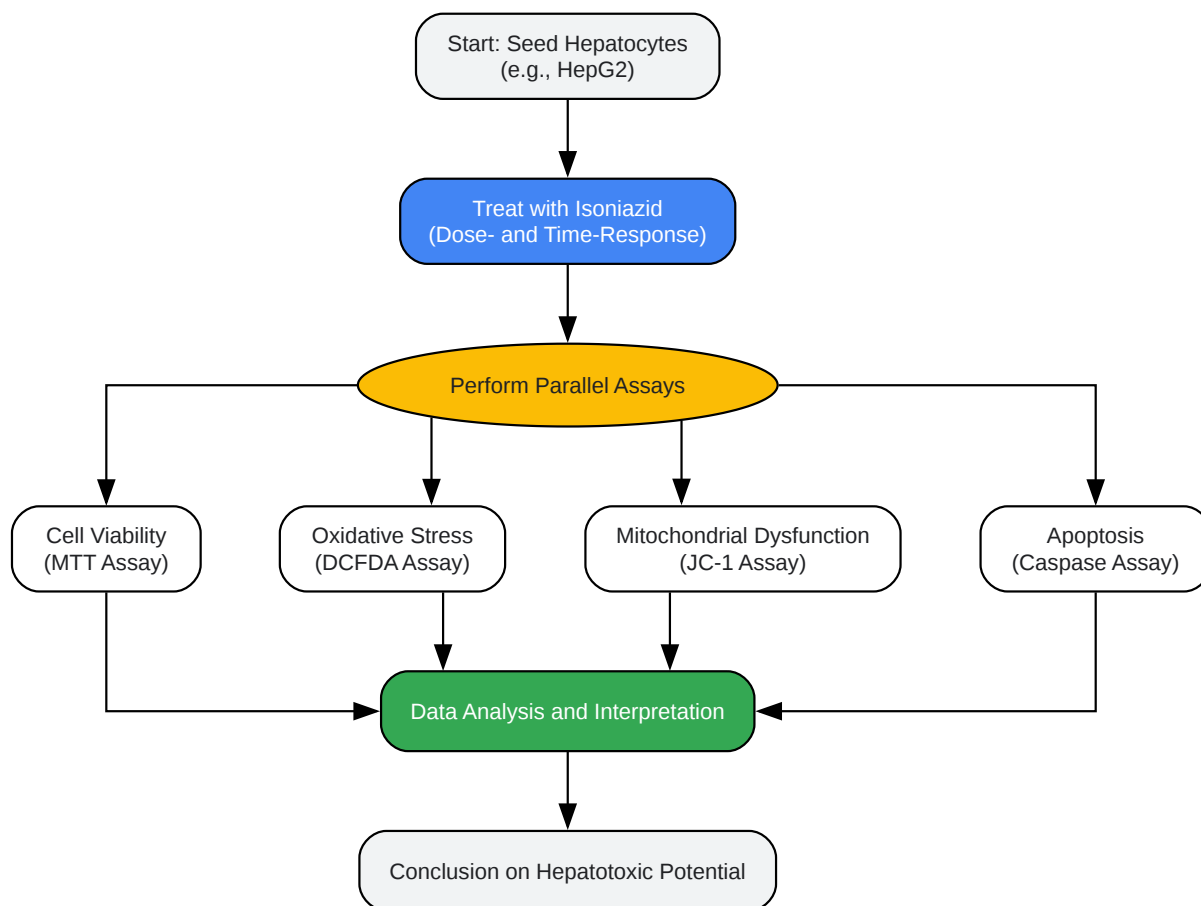 Start: Seed Hepatocytes
(e.g., HepG2)
Treat with Isoniazid
(Dose- and Time-Response)
Perform Parallel Assays
Cell Viability
(MTT Assay)
Oxidative Stress
(DCFDA Assay)
Mitochondrial Dysfunction
(JC-1 Assay)
Apoptosis
(Caspase Assay)
Data Analysis and Interpretation
Conclusion on Hepatotoxic Potential